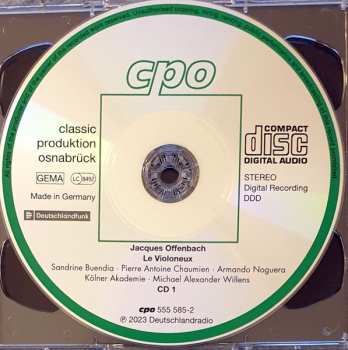 cpo
classic
produktion
osnabrück
GEMA LC 8492
Made in Germany
Deutschlandfunk
COMPACT
disc
DIGITAL AUDIO
STEREO
Digital Recording
DDD
Jacques Offenbach
Le Violoneux
Sandrine Buendia · Pierre Antoine Chaumien · Armando Noguera
Kölner Akademie · Michael Alexander Willens
CD 1
cpo 555 585-2
℗ 2023 Deutschlandradio